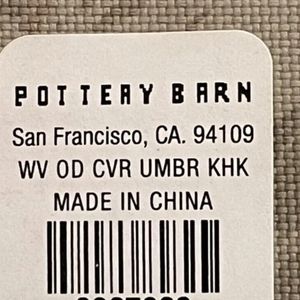 POTTERY BARN
San Francisco, CA. 94109
WV OD CVR UMBR KHK
MADE IN CHINA